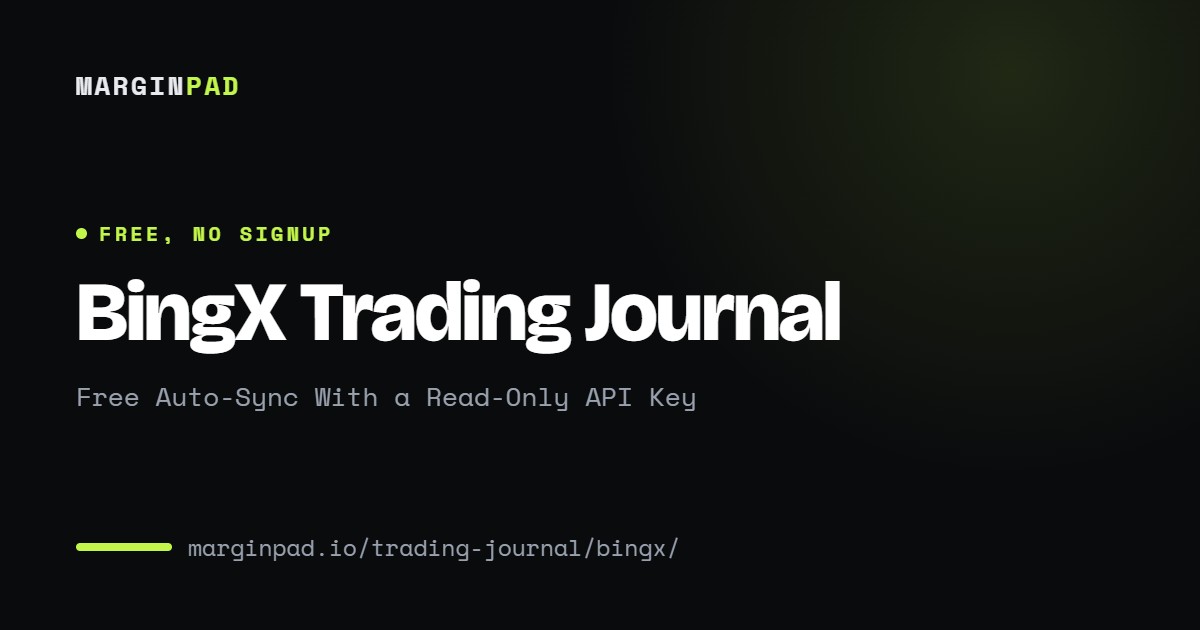 MARGINPAD
FREE, NO SIGNUP
BingX Trading Journal
Free Auto-Sync With a Read-Only API Key
marginpad.io/trading-journal/bingx/